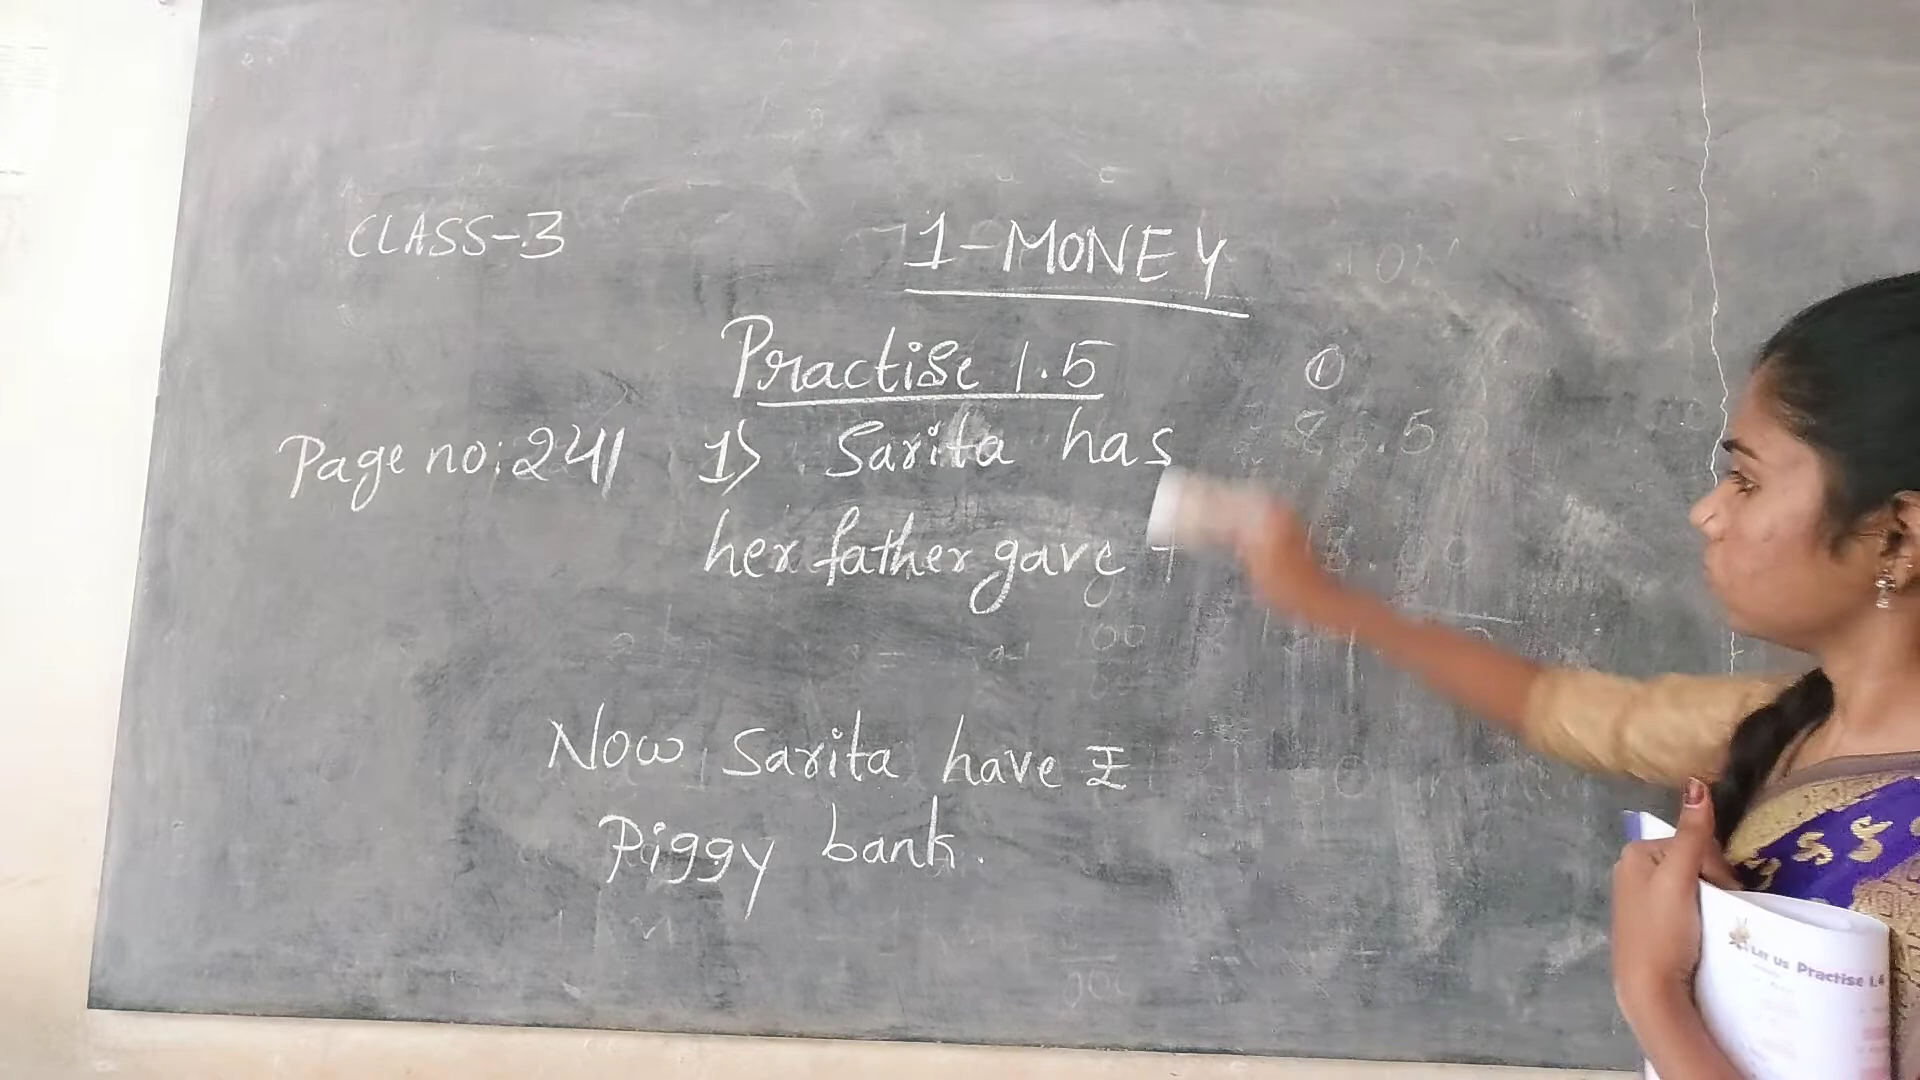 CLASS-3
1-MONEY
Practise 1.5
Page no: 241
1) Sarita has
her father gave +
Now Sarita have ₹
Piggy bank.
Let us Practise 1.6